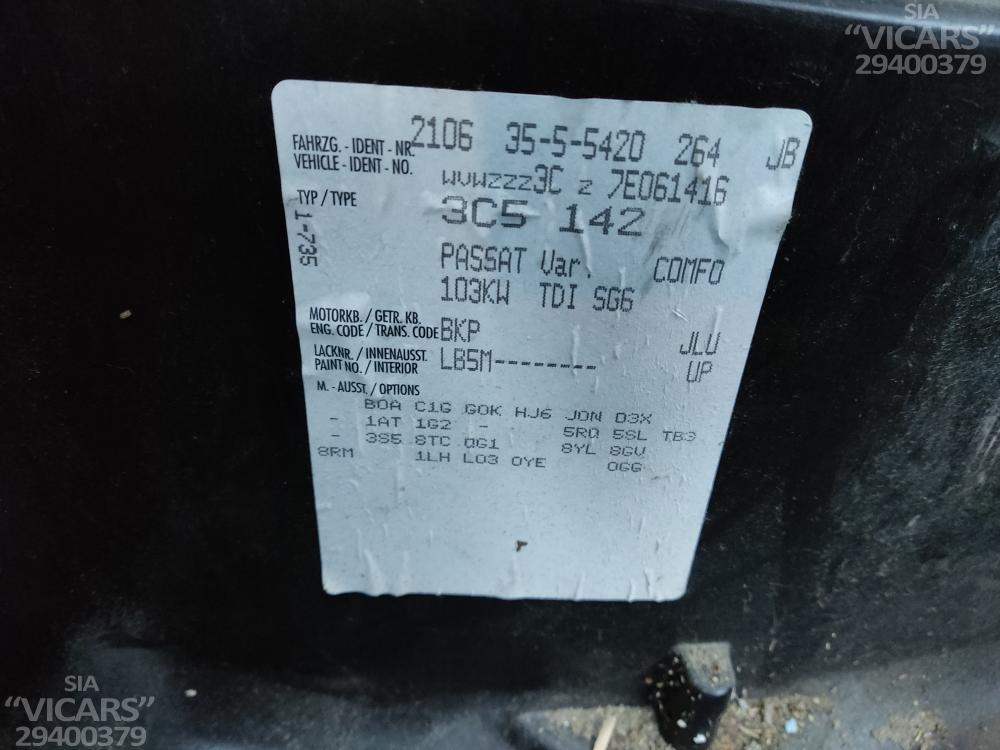 SIA
“VICARS”
29400379
2106 35-5-5420 264 JB
FAHRZG. - IDENT - NR.
VEHICLE - IDENT - NO.
WVWZZZ3C Z 7E061416
TYP / TYPE
3C5 142
1-735
PASSAT Var. COMFO
103KW TDI SG6
MOTORKB. / GETR. KB.
ENG. CODE / TRANS. CODE BKP JLU
LACKNR. / INNENAUSST.
PAINT NO. / INTERIOR LB5M-------- UP
M. - AUSST. / OPTIONS
B0A C1G G0K HJ6 J0N D3X
- 1AT 1G2 - 5RQ 5SL TB3
- 3S5 8TC QG1 8YL 8GV
8RM 1LH L03 0YE 0GG
SIA
“VICARS”
29400379